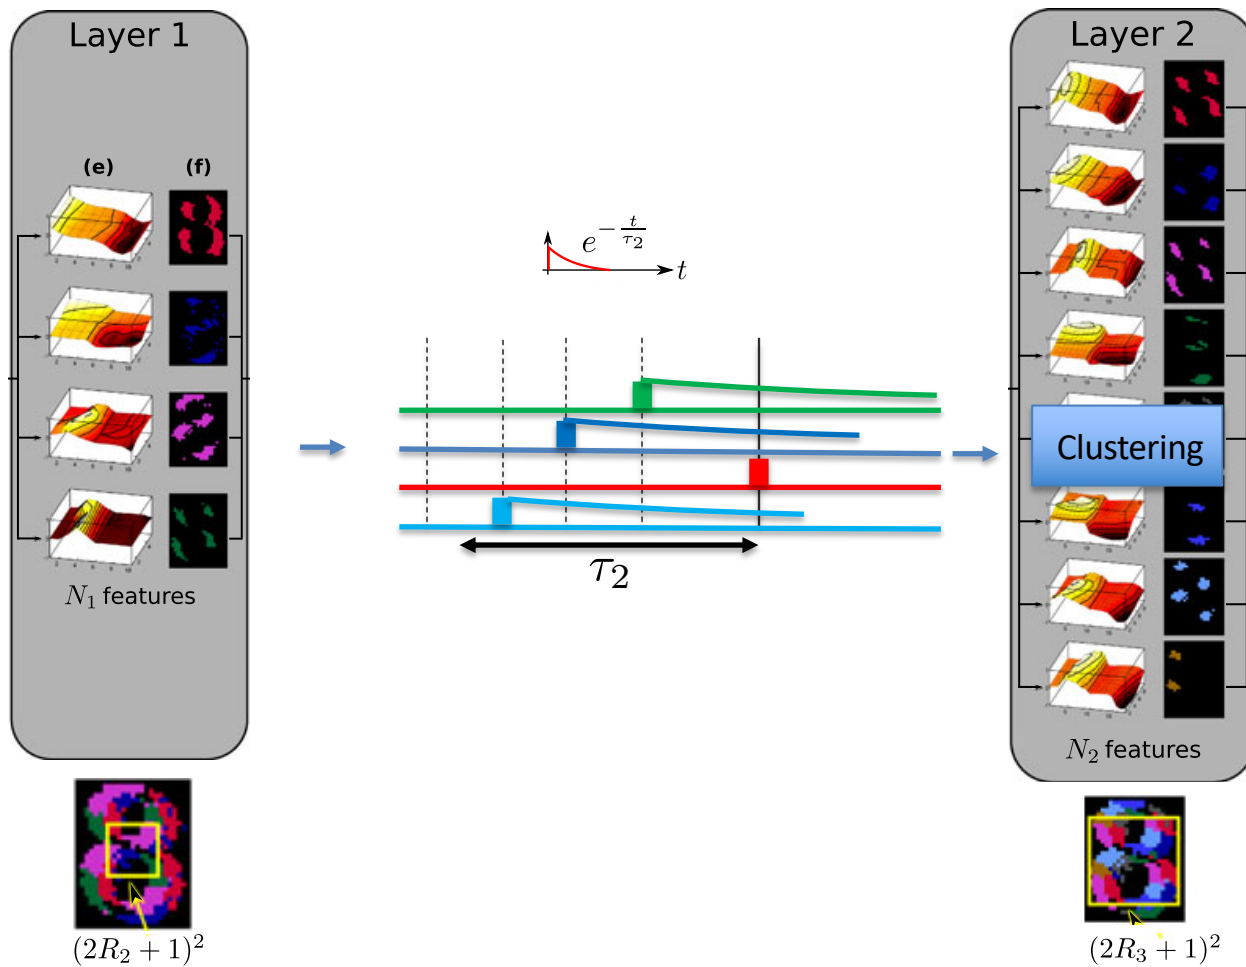 Layer 1
(e) (f)
N₁ features
(2R₂ + 1)²
e^{-t/τ₂}
t
τ₂
Layer 2
Clustering
N₂ features
(2R₃ + 1)²